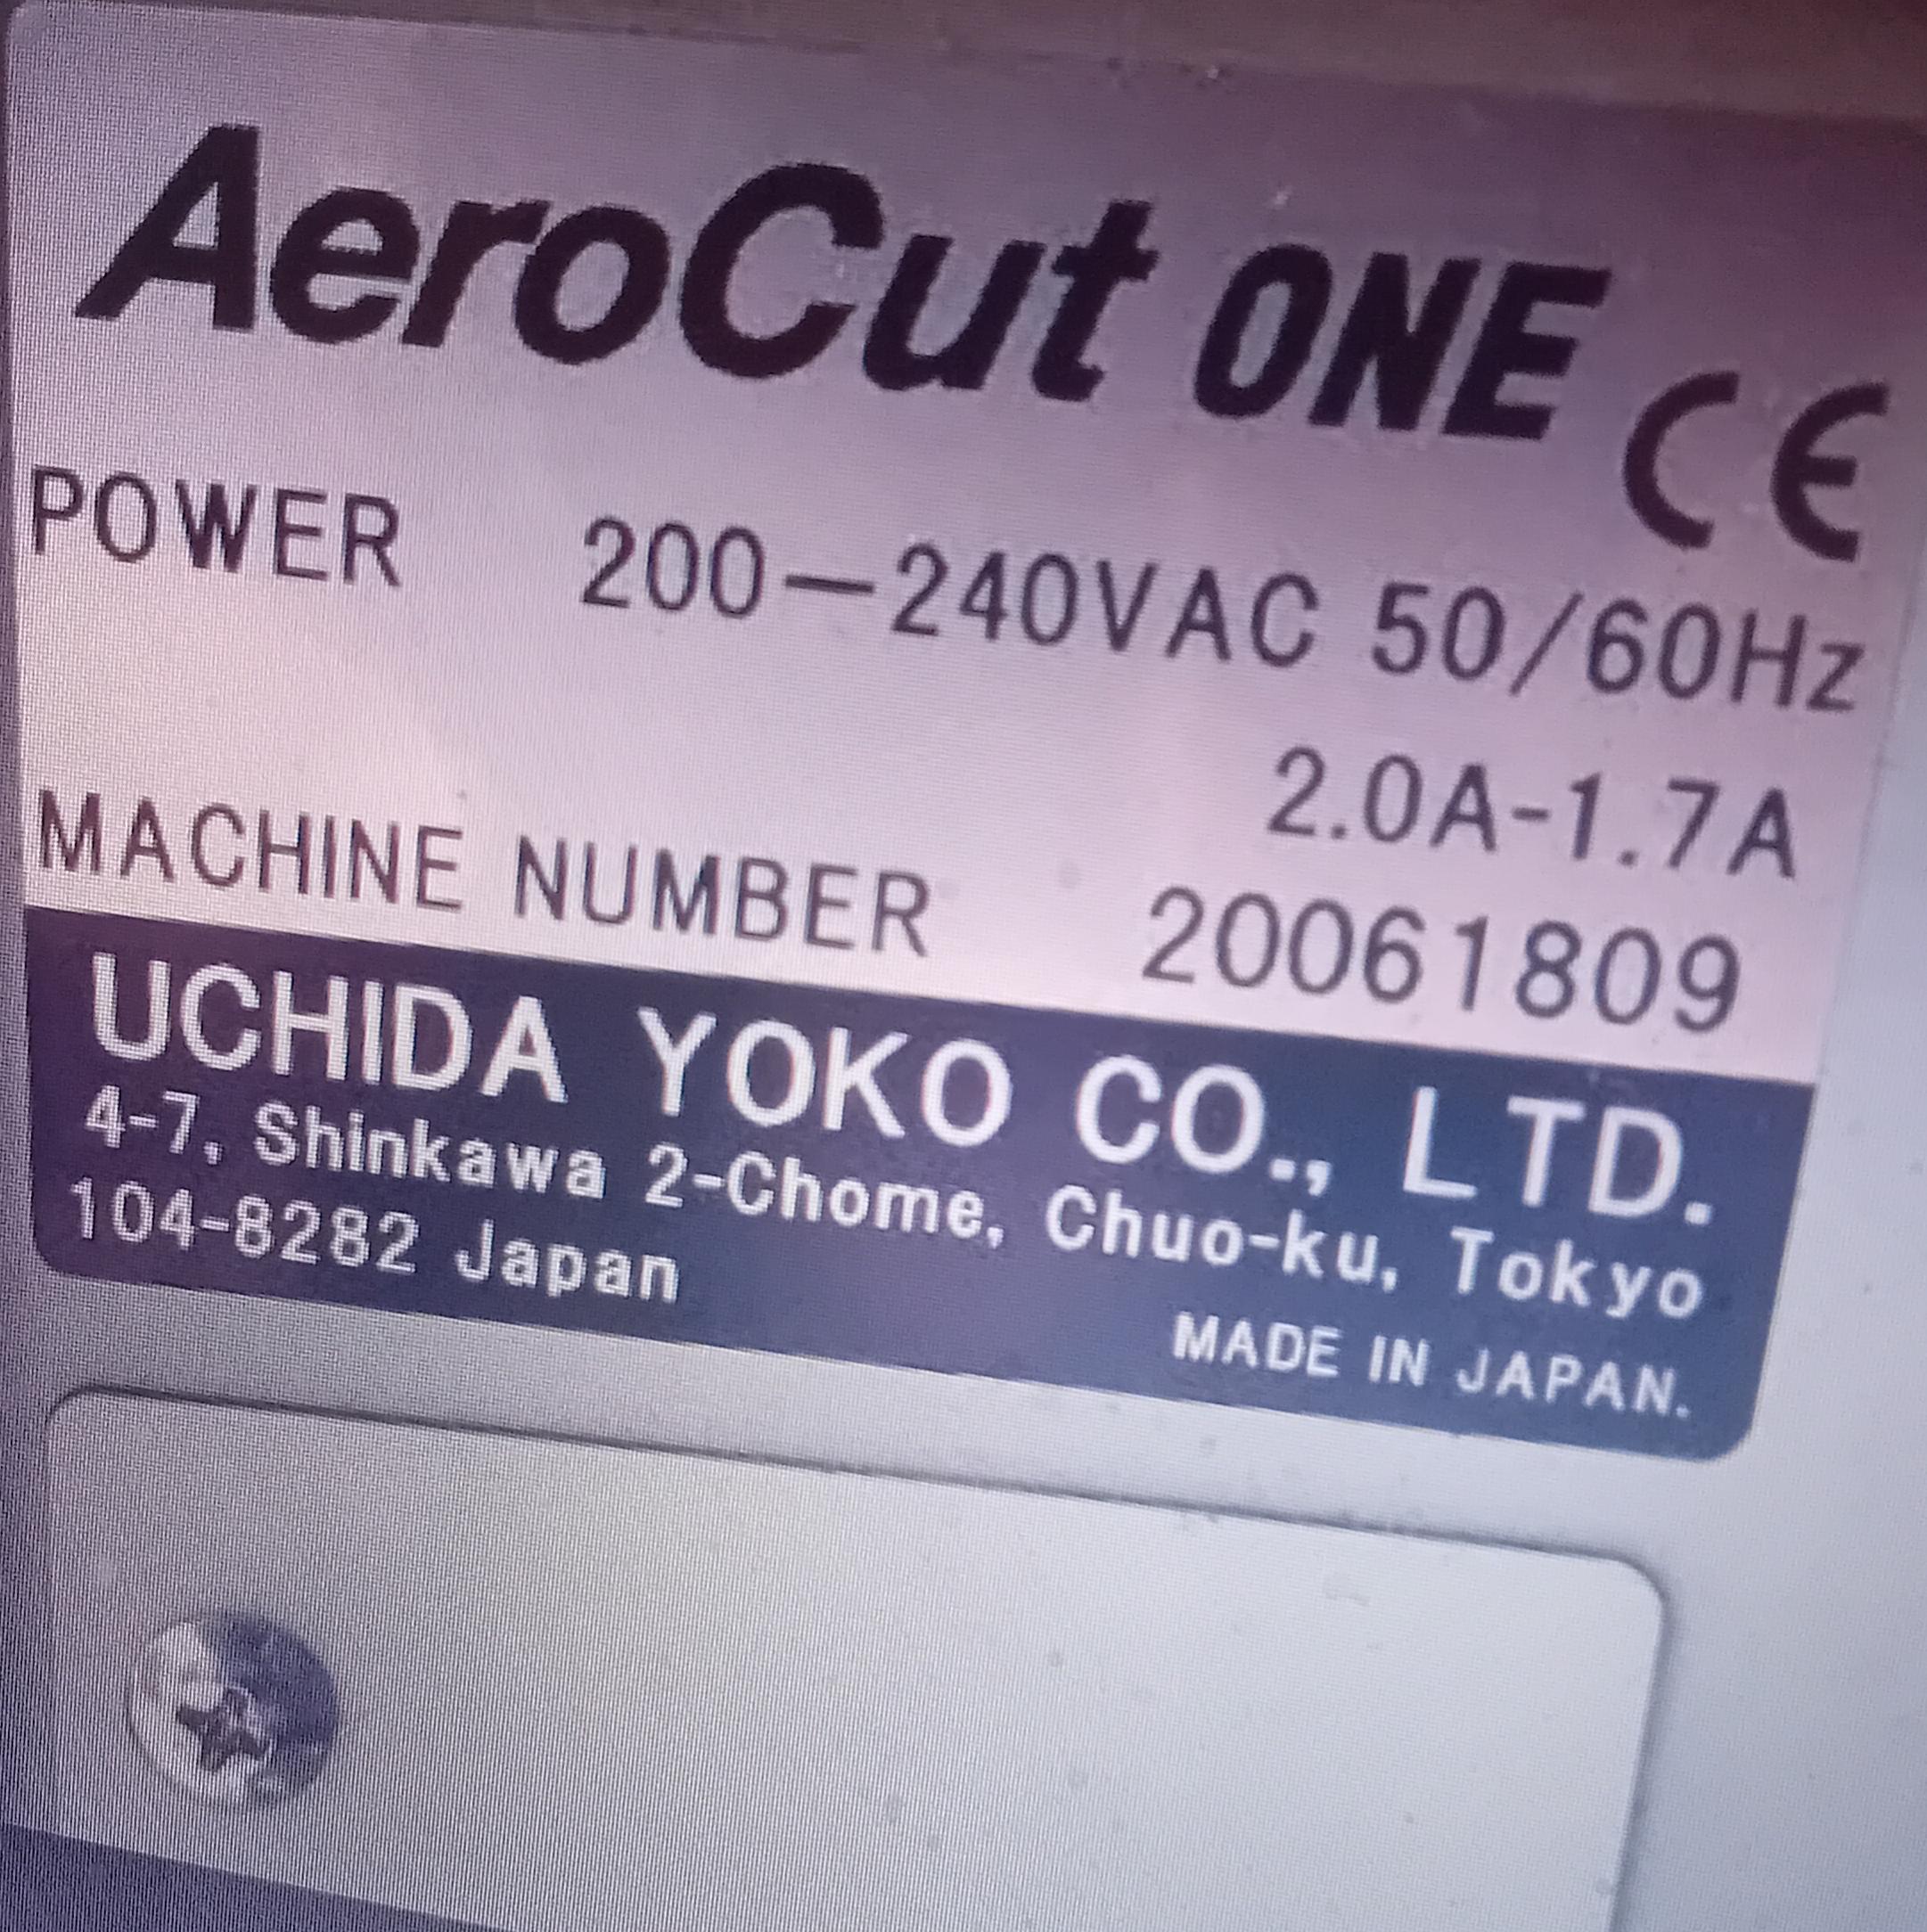 AeroCut ONE CE
POWER 200—240VAC 50/60Hz
2.0A-1.7A
MACHINE NUMBER 20061809
UCHIDA YOKO CO., LTD.
4-7, Shinkawa 2-Chome, Chuo-ku, Tokyo
104-8282 Japan
MADE IN JAPAN.